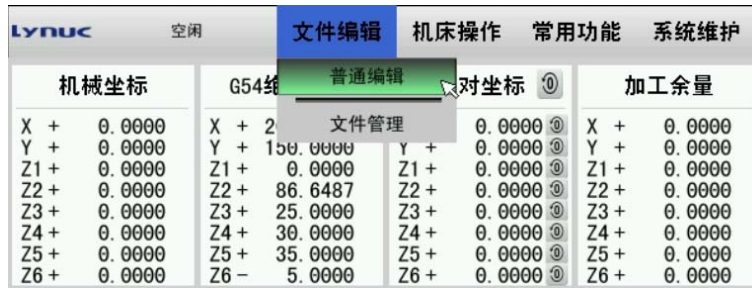 LYNUC 空闲 文件编辑 机床操作 常用功能 系统维护
普通编辑
文件管理
机械坐标
X + 0.0000
Y + 0.0000
Z1 + 0.0000
Z2 + 0.0000
Z3 + 0.0000
Z4 + 0.0000
Z5 + 0.0000
Z6 + 0.0000
G54
X + 2
Y + 150.0000
Z1 + 0.0000
Z2 + 86.6487
Z3 + 25.0000
Z4 + 30.0000
Z5 + 35.0000
Z6 - 5.0000
对坐标
0.0000
Y + 0.0000
Z1 + 0.0000
Z2 + 0.0000
Z3 + 0.0000
Z4 + 0.0000
Z5 + 0.0000
Z6 + 0.0000
加工余量
X + 0.0000
Y + 0.0000
Z1 + 0.0000
Z2 + 0.0000
Z3 + 0.0000
Z4 + 0.0000
Z5 + 0.0000
Z6 + 0.0000